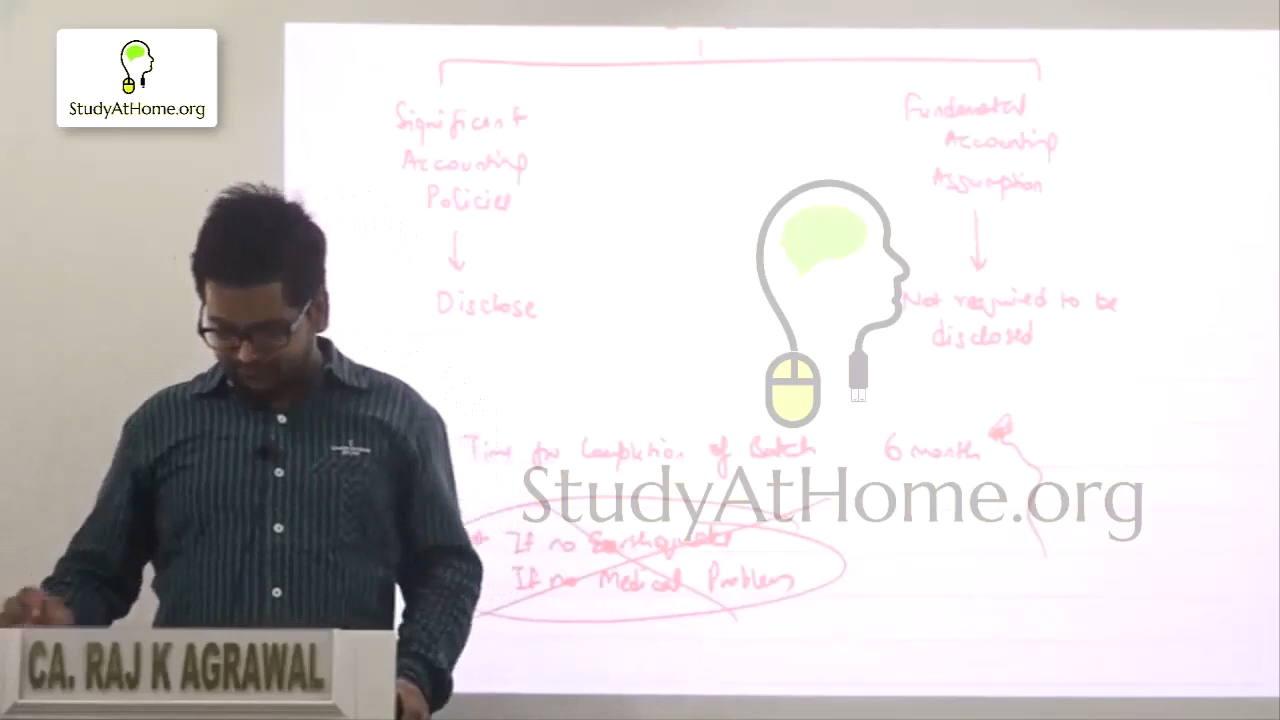 StudyAtHome.org
Significant
Accounting
Policies
Disclose
Fundamental
Accounting
Assumption
Not required to be
disclosed
Time for Completion of Batch 6 month
StudyAtHome.org
* If no Earthquake
If no Medical Problem
CA. RAJ K AGRAWAL